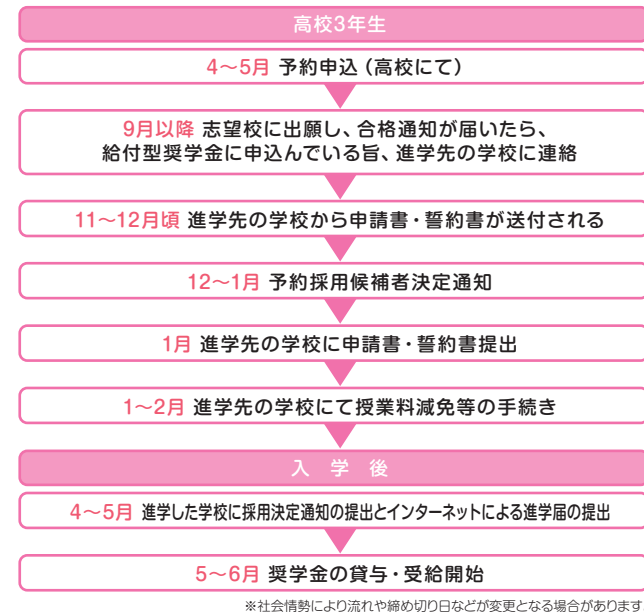 高校3年生
4〜5月 予約申込（高校にて）
9月以降 志望校に出願し、合格通知が届いたら、
給付型奨学金に申込んでいる旨、進学先の学校に連絡
11〜12月頃 進学先の学校から申請書・誓約書が送付される
12〜1月 予約採用候補者決定通知
1月 進学先の学校に申請書・誓約書提出
1〜2月 進学先の学校にて授業料減免等の手続き
入 学 後
4〜5月 進学した学校に採用決定通知の提出とインターネットによる進学届の提出
5〜6月 奨学金の貸与・受給開始
※社会情勢により流れや締め切り日などが変更となる場合があります